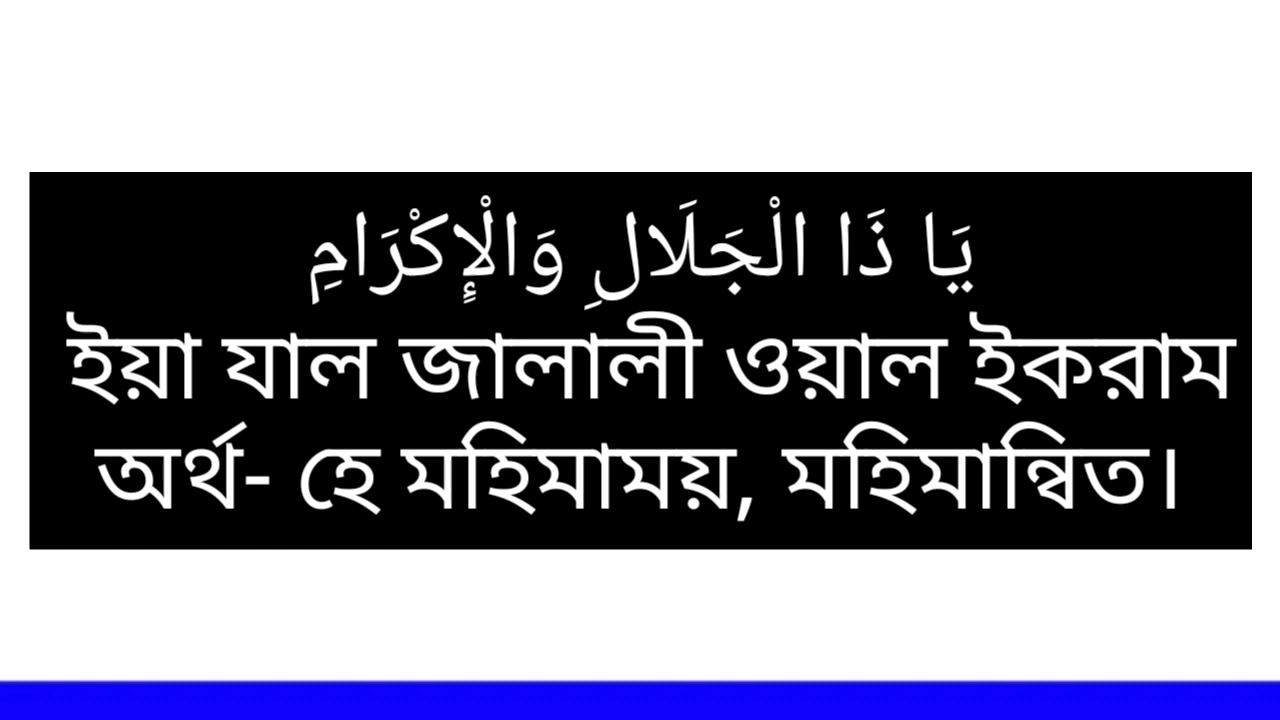 يَا ذَا الْجَلَالِ وَالْإِكْرَامِ
ইয়া যাল জালালী ওয়াল ইকরাম
অর্থ- হে মহিমাময়, মহিমান্বিত।